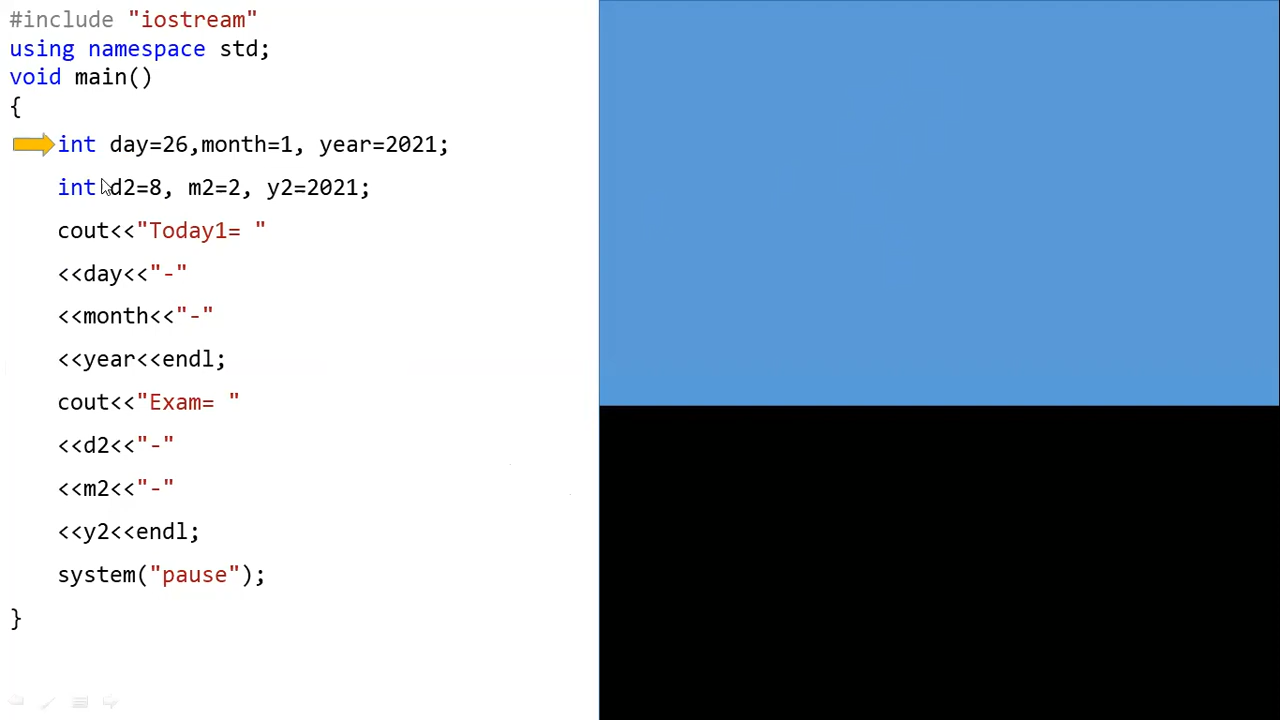 #include "iostream"
using namespace std;
void main()
{
int day=26,month=1, year=2021;
int d2=8, m2=2, y2=2021;
cout<<"Today1= "
<<day<<"-"
<<month<<"-"
<<year<<endl;
cout<<"Exam= "
<<d2<<"-"
<<m2<<"-"
<<y2<<endl;
system("pause");
}